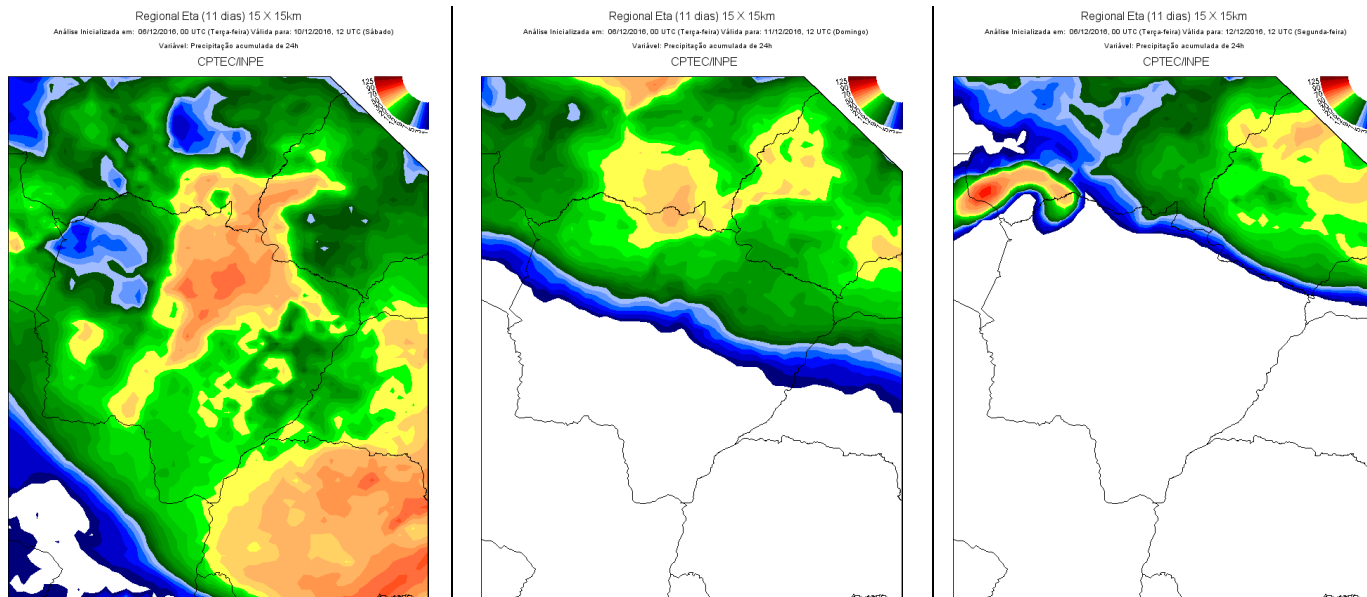 Regional Eta (11 dias) 15 X 15km
Análise Inicializada em: 06/12/2016, 00 UTC (Terça-feira) Válida para: 10/12/2016, 12 UTC (Sábado)
Variável: Precipitação acumulada de 24h
CPTEC/INPE
Regional Eta (11 dias) 15 X 15km
Análise Inicializada em: 06/12/2016, 00 UTC (Terça-feira) Válida para: 11/12/2016, 12 UTC (Domingo)
Variável: Precipitação acumulada de 24h
CPTEC/INPE
Regional Eta (11 dias) 15 X 15km
Análise Inicializada em: 06/12/2016, 00 UTC (Terça-feira) Válida para: 12/12/2016, 12 UTC (Segunda-feira)
Variável: Precipitação acumulada de 24h
CPTEC/INPE